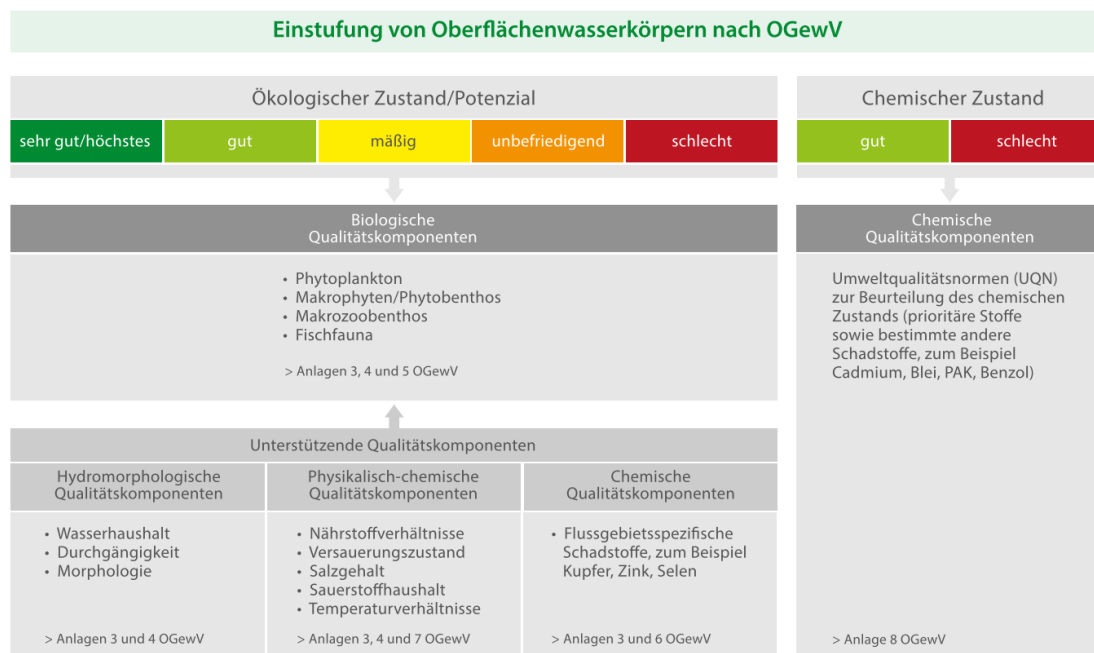 Einstufung von Oberflächenwasserkörpern nach OGewV
Ökologischer Zustand/Potenzial
sehr gut/höchstes
gut
mäßig
unbefriedigend
schlecht
Chemischer Zustand
gut
schlecht
Biologische
Qualitätskomponenten
• Phytoplankton
• Makrophyten/Phytobenthos
• Makrozoobenthos
• Fischfauna
> Anlagen 3, 4 und 5 OGewV
Chemische
Qualitätskomponenten
Umweltqualitätsnormen (UQN)
zur Beurteilung des chemischen
Zustands (prioritäre Stoffe
sowie bestimmte andere
Schadstoffe, zum Beispiel
Cadmium, Blei, PAK, Benzol)
> Anlage 8 OGewV
Unterstützende Qualitätskomponenten
Hydromorphologische
Qualitätskomponenten
• Wasserhaushalt
• Durchgängigkeit
• Morphologie
> Anlagen 3 und 4 OGewV
Physikalisch-chemische
Qualitätskomponenten
• Nährstoffverhältnisse
• Versauerungszustand
• Salzgehalt
• Sauerstoffhaushalt
• Temperaturverhältnisse
> Anlagen 3, 4 und 7 OGewV
Chemische
Qualitätskomponenten
• Flussgebietsspezifische
Schadstoffe, zum Beispiel
Kupfer, Zink, Selen
> Anlagen 3 und 6 OGewV